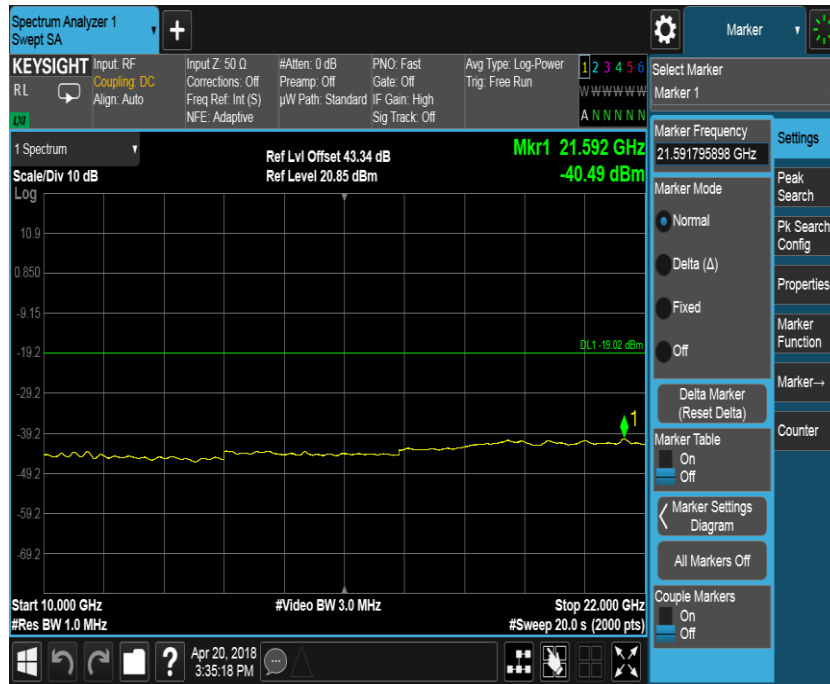 Spectrum Analyzer 1
Swept SA
+
Marker
KEYSIGHT
RL
LXI
Input: RF
Coupling: DC
Align: Auto
Input Z: 50 Ω
Corrections: Off
Freq Ref: Int (S)
NFE: Adaptive
#Atten: 0 dB
Preamp: Off
µW Path: Standard
PNO: Fast
Gate: Off
IF Gain: High
Sig Track: Off
Avg Type: Log-Power
Trig: Free Run
1 2 3 4 5 6
W W W W W W
A N N N N N
Select Marker
Marker 1
1 Spectrum
Scale/Div 10 dB
Log
Ref Lvl Offset 43.34 dB
Ref Level 20.85 dBm
Mkr1 21.592 GHz
-40.49 dBm
10.9
0.850
-9.15
-19.2
-29.2
-39.2
-49.2
-59.2
-69.2
DL1 -19.02 dBm
1
Start 10.000 GHz
#Res BW 1.0 MHz
#Video BW 3.0 MHz
Stop 22.000 GHz
#Sweep 20.0 s (2000 pts)
Marker Frequency
21.591795898 GHz
Marker Mode
Normal
Delta (Δ)
Fixed
Off
Delta Marker
(Reset Delta)
Marker Table
On
Off
Marker Settings
Diagram
All Markers Off
Couple Markers
On
Off
Settings
Peak
Search
Pk Search
Config
Properties
Marker
Function
Marker→
Counter
?
Apr 20, 2018
3:35:18 PM